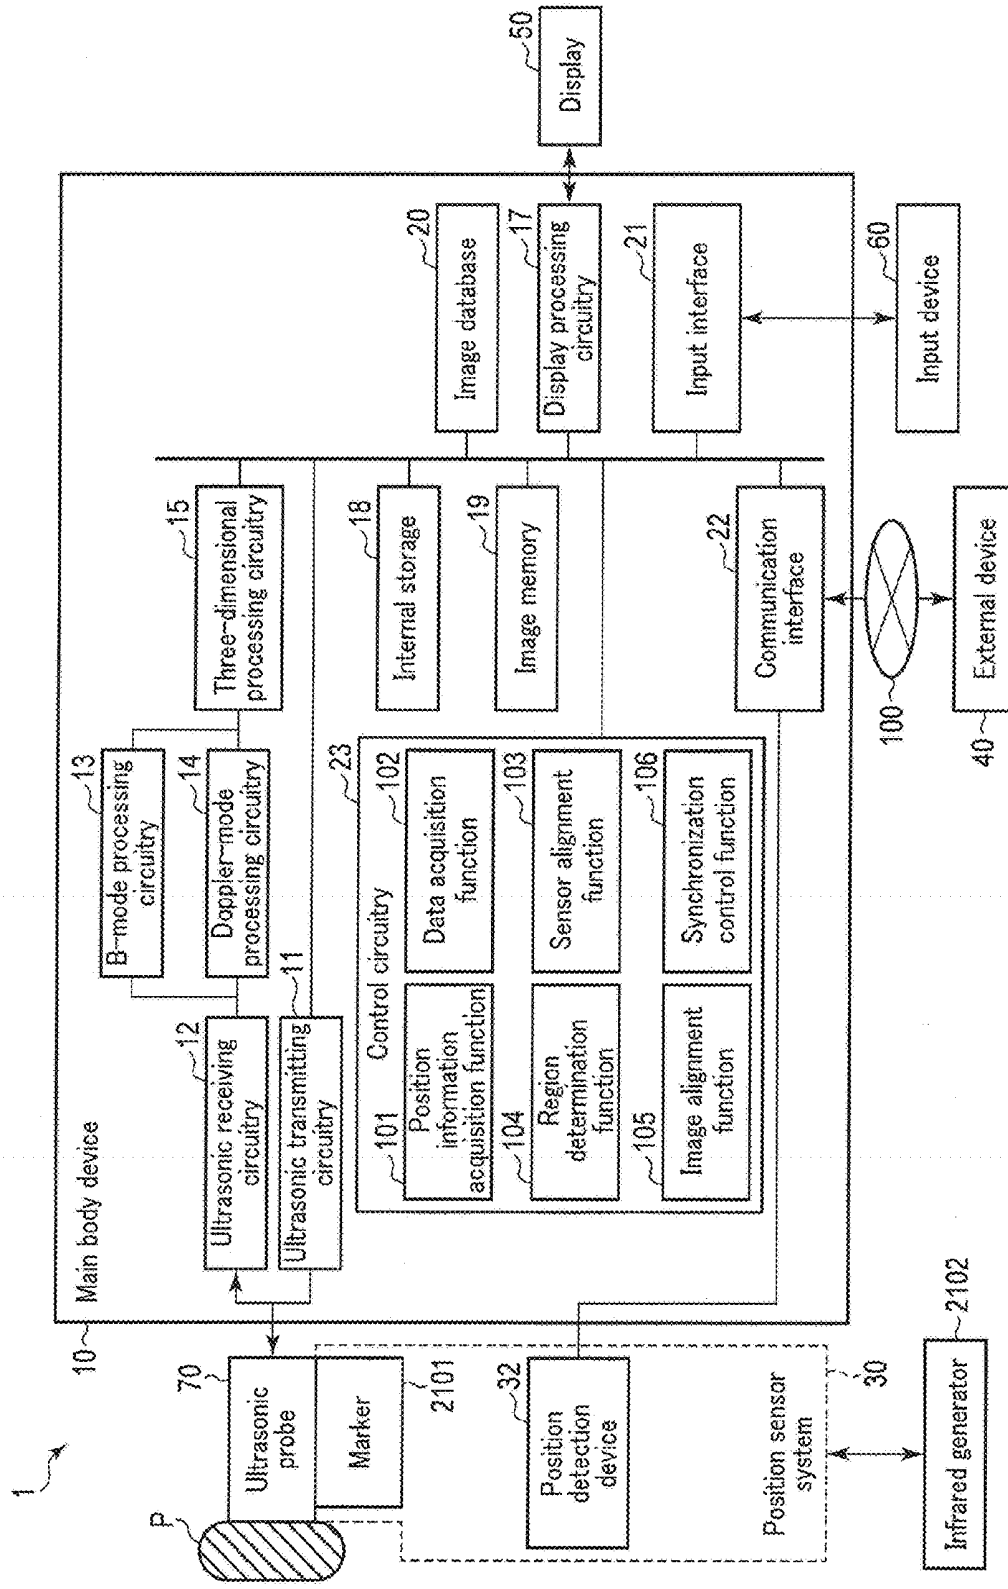 1
P
70
Ultrasonic
probe
Marker
2101
32
Position
detection
device
Position sensor
system
30
Infrared generator
2102
10
Main body device
12
Ultrasonic receiving
circuitry
11
Ultrasonic transmitting
circuitry
13
B-mode processing
circuitry
14
Doppler-mode
processing circuitry
15
Three-dimensional
processing circuitry
23
Control circuitry
101
Position
information
acquisition function
102
Data acquisition
function
104
Region
determination
function
103
Sensor alignment
function
105
Image alignment
function
106
Synchronization
control function
18
Internal storage
19
Image memory
22
Communication
interface
20
Image database
17
Display processing
circuitry
21
Input interface
50
Display
60
Input device
100
40
External device